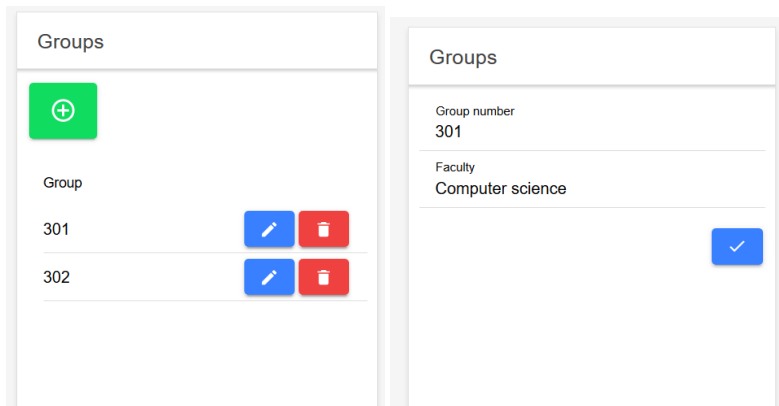 Groups
Group
301
302
Groups
Group number
301
Faculty
Computer science